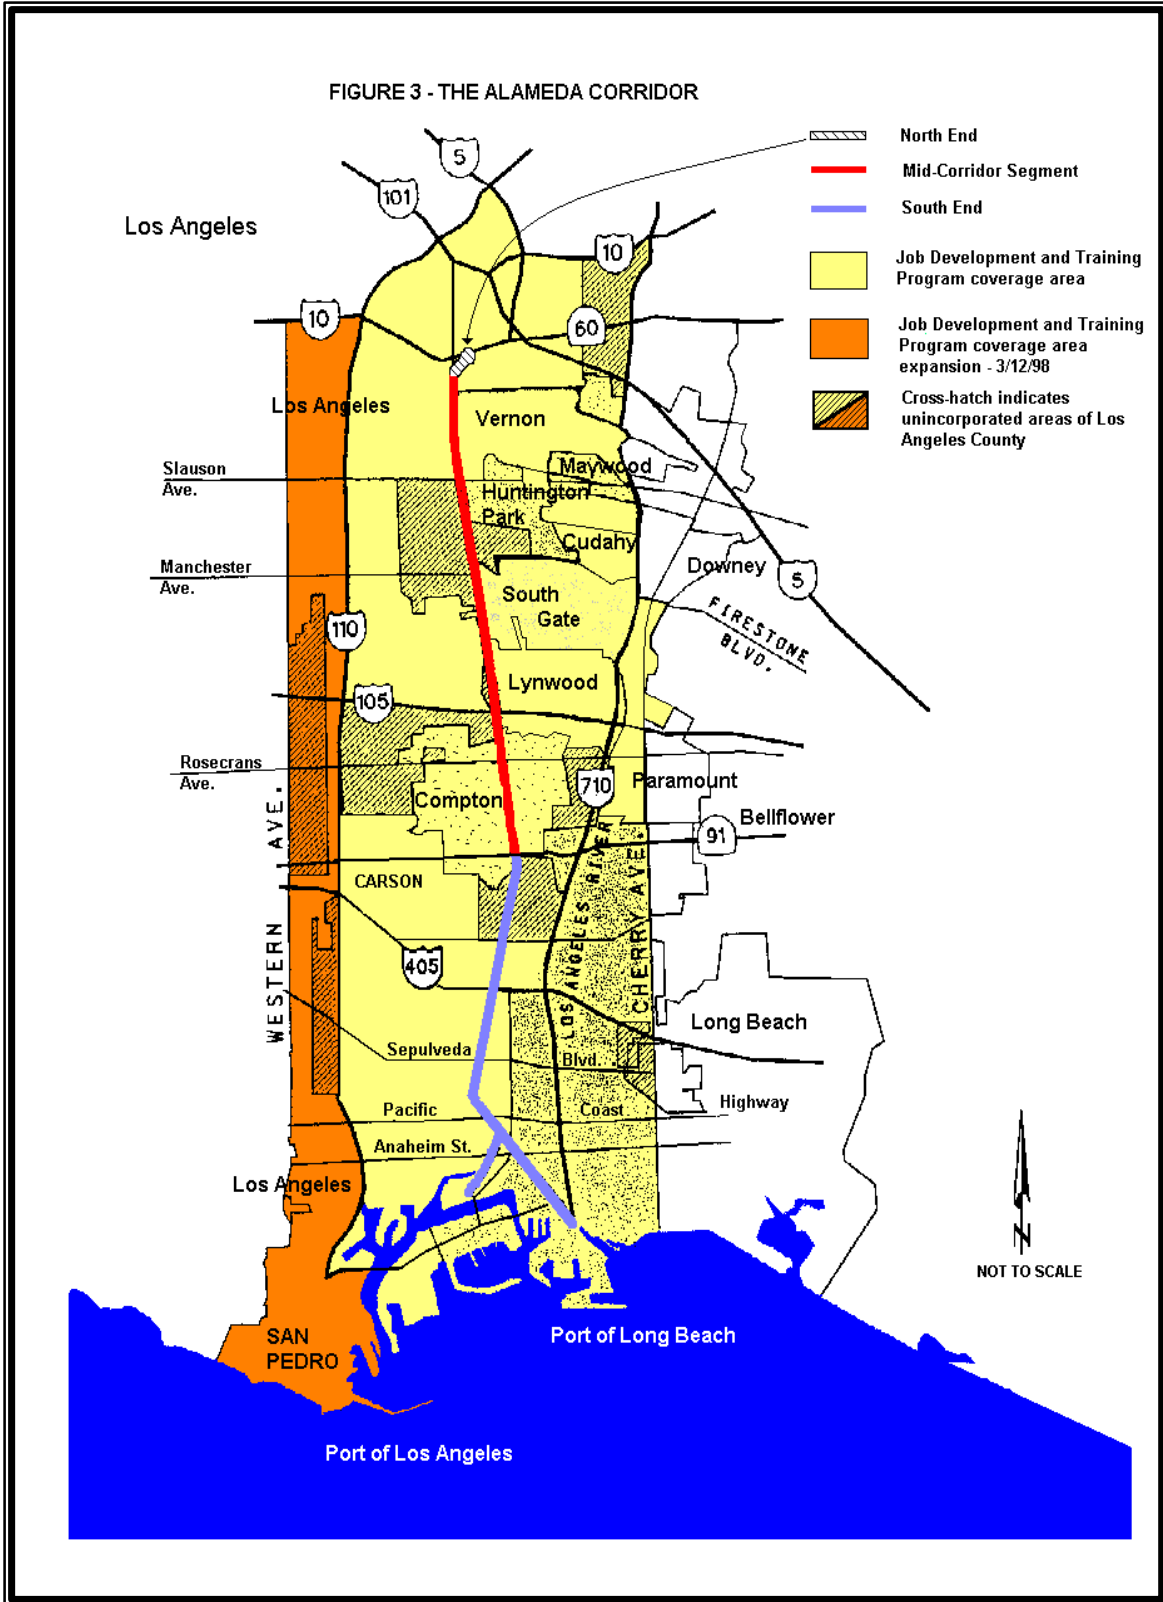 FIGURE 3 - THE ALAMEDA CORRIDOR
North End
Mid-Corridor Segment
South End
Job Development and Training
Program coverage area
Job Development and Training
Program coverage area
expansion - 3/12/98
Cross-hatch indicates
unincorporated areas of Los
Angeles County
5
101
Los Angeles
10
10
60
Los Angeles
Vernon
Slauson
Ave.
Maywood
Huntington
Park
Cudahy
Manchester
Ave.
Downey
5
South
Gate
FIRESTONE
BLVD.
110
Lynwood
105
Rosecrans
Ave.
710
Paramount
Compton
Bellflower
91
WESTERN AVE.
CARSON
LOS ANGELES RIVER
CHERRY AVE.
405
Long Beach
Sepulveda Blvd.
Pacific Coast Highway
Anaheim St.
Los Angeles
N
NOT TO SCALE
SAN
PEDRO
Port of Long Beach
Port of Los Angeles